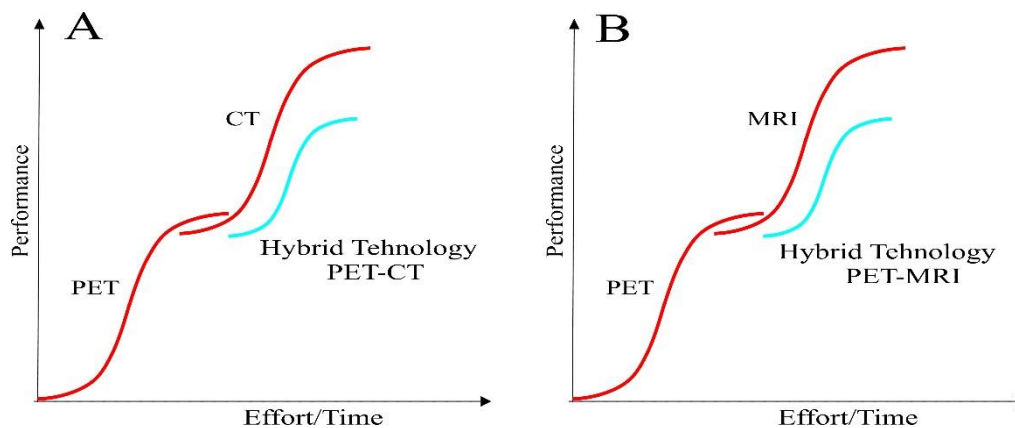 A
Performance
CT
PET
Hybrid Tehnology
PET-CT
Effort/Time
B
Performance
MRI
PET
Hybrid Tehnology
PET-MRI
Effort/Time